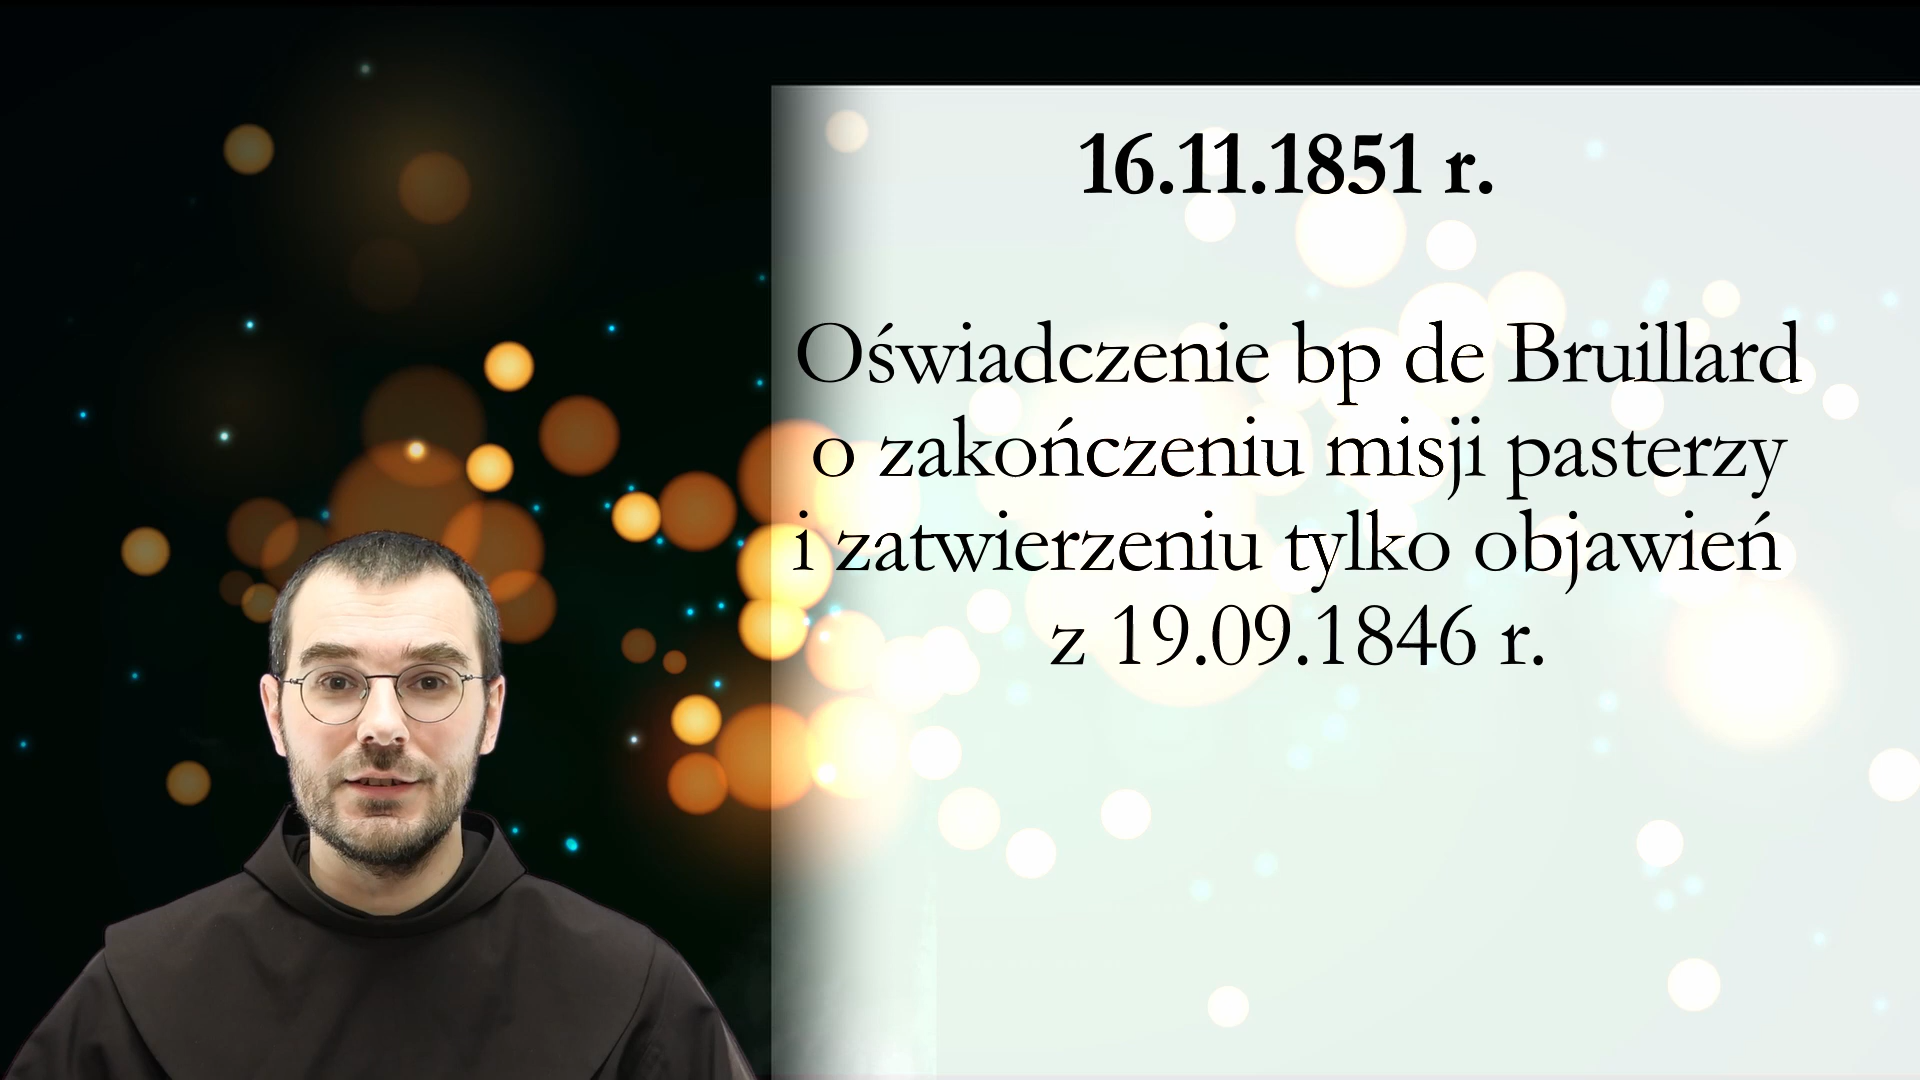 16.11.1851 r.
Oświadczenie bp de Bruillard
o zakończeniu misji pasterzy
i zatwierzeniu tylko objawień
z 19.09.1846 r.